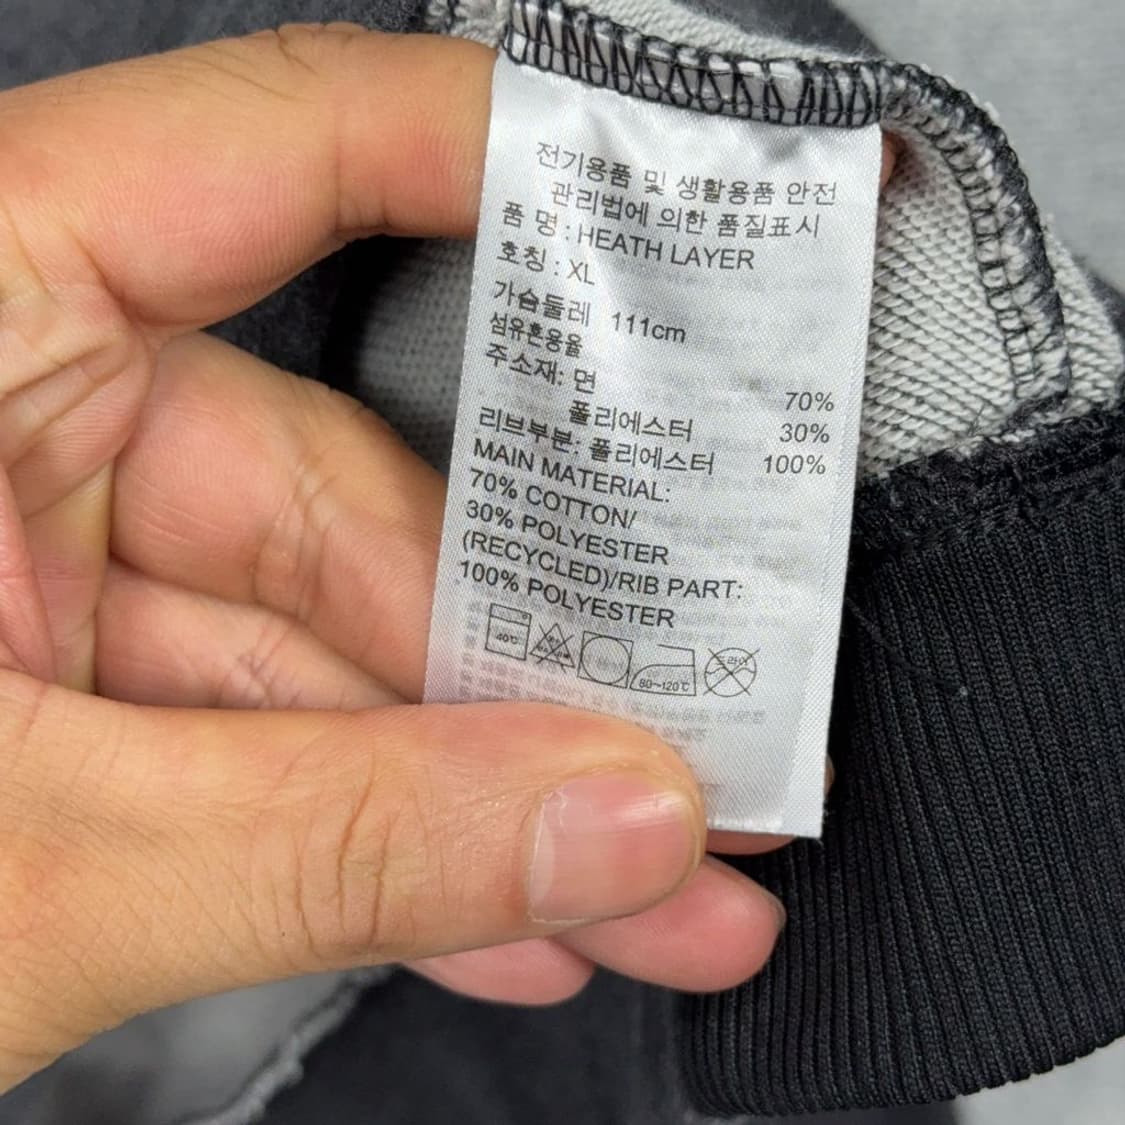 전기용품 및 생활용품 안전
관리법에 의한 품질표시
품 명 : HEATH LAYER
호칭 : XL
가슴둘레 111cm
섬유혼용율
주소재: 면 70%
폴리에스터 30%
리브부분: 폴리에스터 100%
MAIN MATERIAL:
70% COTTON/
30% POLYESTER
(RECYCLED)/RIB PART:
100% POLYESTER
40℃ 80~120℃ 드라이